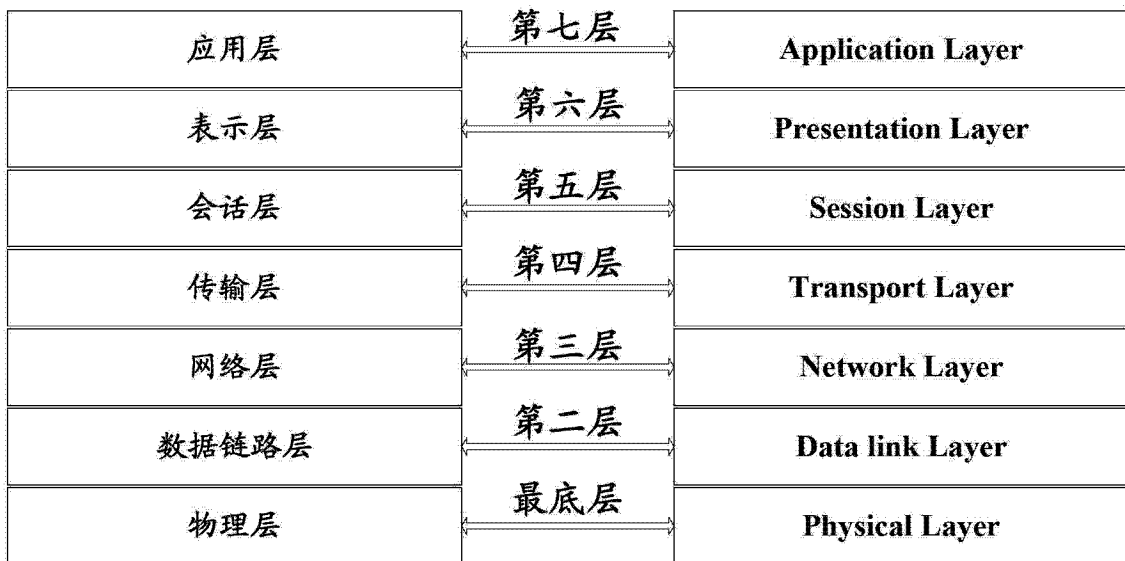 应用层 第七层 Application Layer
表示层 第六层 Presentation Layer
会话层 第五层 Session Layer
传输层 第四层 Transport Layer
网络层 第三层 Network Layer
数据链路层 第二层 Data link Layer
物理层 最底层 Physical Layer